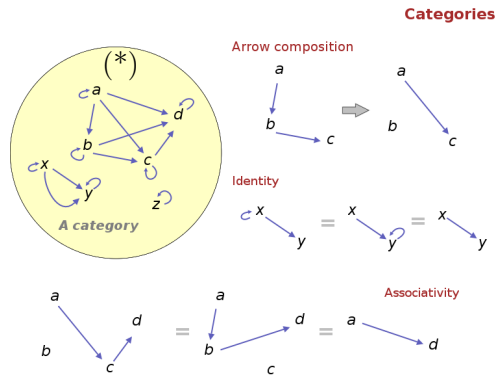 Categories
(*)
a
d
b
c
x
y
z
A category
Arrow composition
a
b
c
a
b
c
Identity
x
y
=
x
y
=
x
y
Associativity
a
b
c
d
=
a
b
c
d
=
a
d